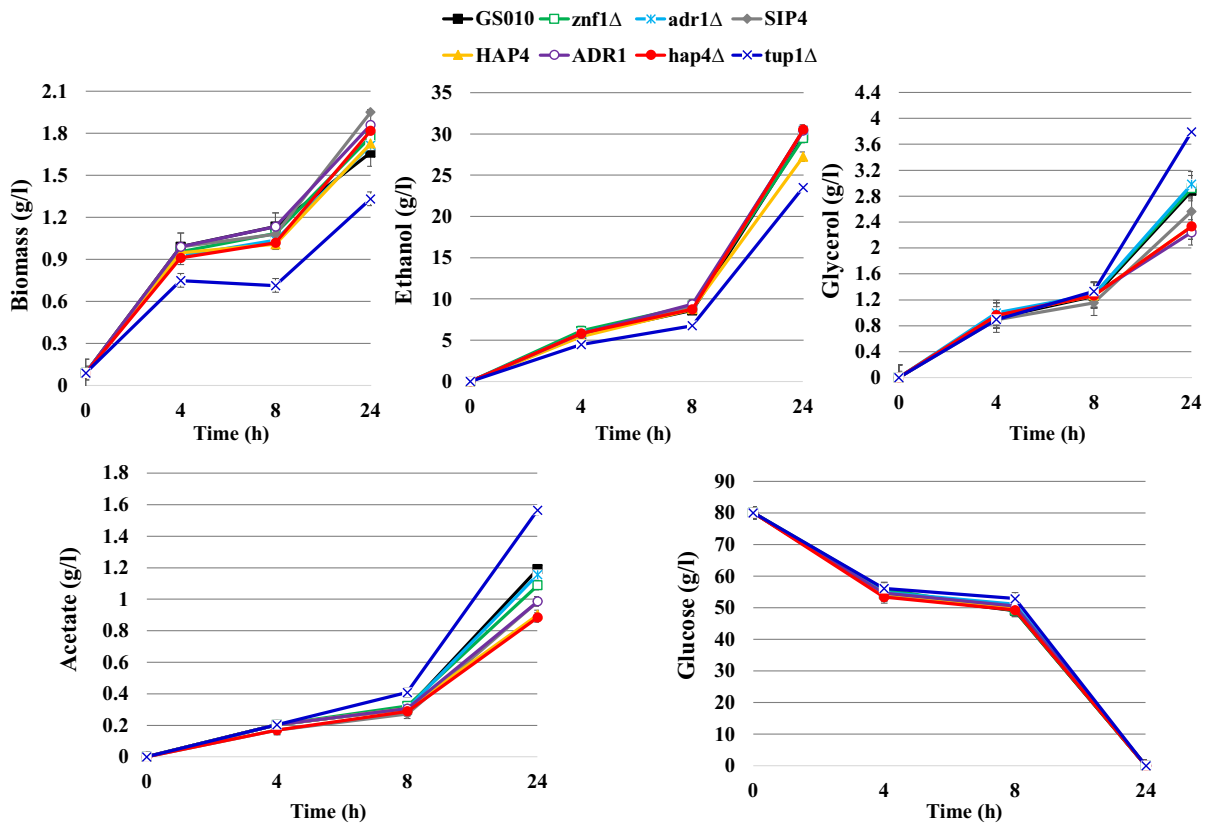 GS010 znf1Δ adr1Δ SIP4
HAP4 ADR1 hap4Δ tup1Δ
Biomass (g/l)
2.1
1.8
1.5
1.2
0.9
0.6
0.3
0
0 4 8 24
Time (h)
Ethanol (g/l)
35
30
25
20
15
10
5
0
0 4 8 24
Time (h)
Glycerol (g/l)
4.4
4
3.6
3.2
2.8
2.4
2
1.6
1.2
0.8
0.4
0
0 4 8 24
Time (h)
Acetate (g/l)
1.8
1.6
1.4
1.2
1
0.8
0.6
0.4
0.2
0
0 4 8 24
Time (h)
Glucose (g/l)
90
80
70
60
50
40
30
20
10
0
0 4 8 24
Time (h)